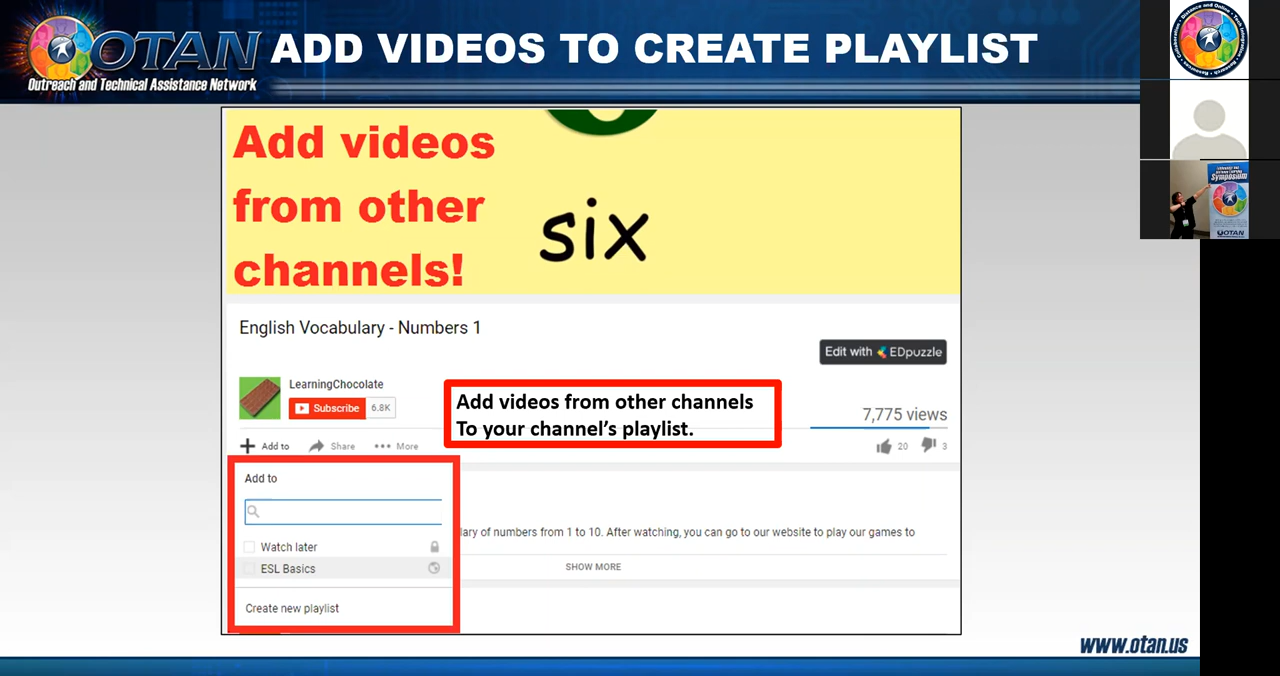 OTAN
Outreach and Technical Assistance Network
ADD VIDEOS TO CREATE PLAYLIST
Add videos
from other
channels!
six
English Vocabulary - Numbers 1
Edit with EDpuzzle
LearningChocolate
Subscribe 6.8K
Add videos from other channels
To your channel's playlist.
7,775 views
Add to Share More
20 3
Add to
lary of numbers from 1 to 10. After watching, you can go to our website to play our games to
Watch later
ESL Basics
SHOW MORE
Create new playlist
www.otan.us
Symposium
OTAN